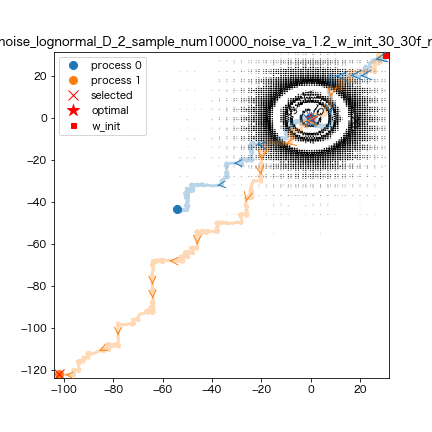 noise_lognormal_D_2_sample_num10000_noise_va_1.2_w_init_30_30f_r
process 0
process 1
selected
optimal
w_init
20
0
−20
−40
−60
−80
−100
−120
−100
−80
−60
−40
−20
0
20